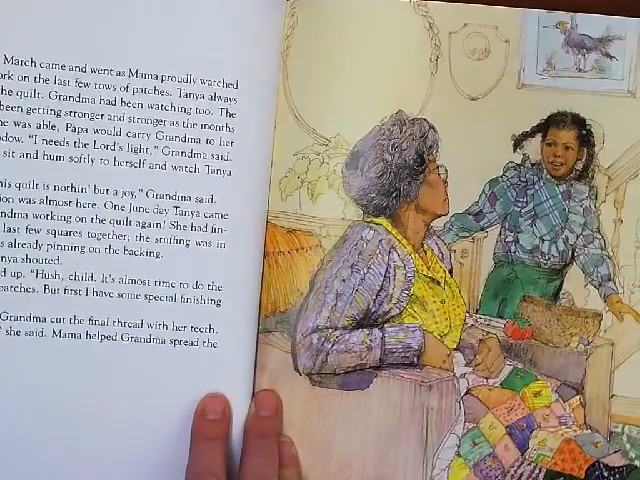 March came and went as Mama proudly watched
ork on the last few rows of patches. Tanya always
he quilt. Grandma had been watching too. The
been getting stronger and stronger as the months
ne was able, Papa would carry Grandma to her
dow. "I needs the Lord's light," Grandma said.
sit and hum softly to herself and watch Tanya
his quilt is nothin' but a joy," Grandma said.
ion was almost here. One June day Tanya came
ndma working on the quilt again! She had fin-
last few squares together; the stuffing was in
s already pinning on the backing.
nya shouted.
d up. "Hush, child. It's almost time to do the
patches. But first I have some special finishing
Grandma cut the final thread with her teeth.
" she said. Mama helped Grandma spread the